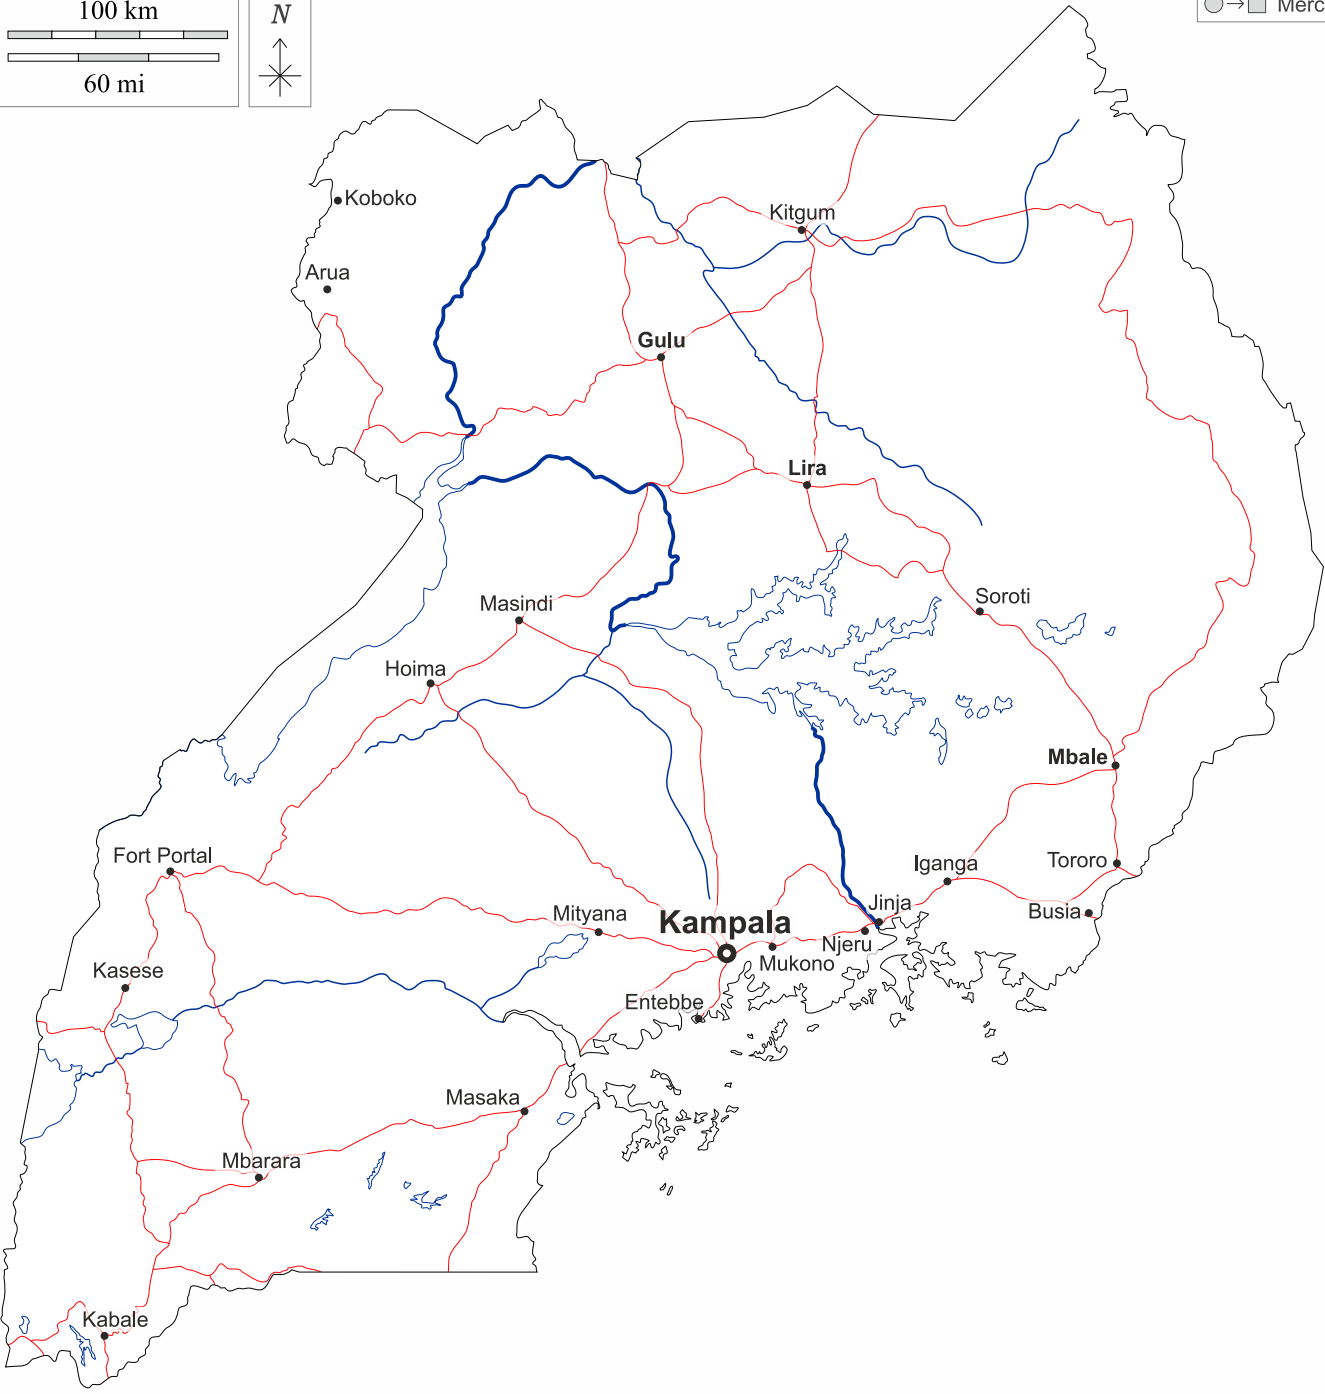 100 km
60 mi
N
Merc
Koboko
Kitgum
Arua
Gulu
Lira
Masindi
Soroti
Hoima
Mbale
Fort Portal
Iganga
Tororo
Mityana
Kampala
Jinja
Busia
Njeru
Mukono
Kasese
Entebbe
Masaka
Mbarara
Kabale